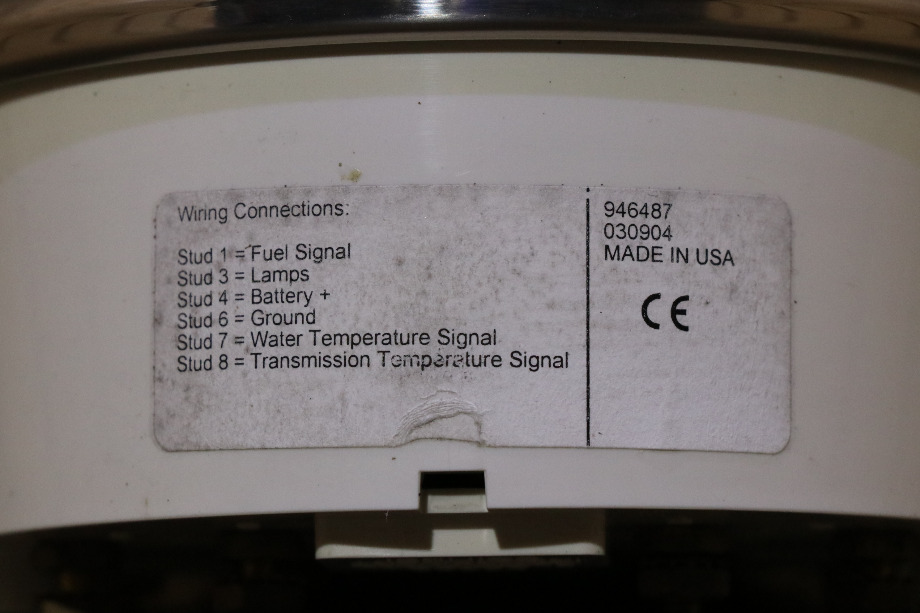 Wiring Connections:
Stud 1 = Fuel Signal
Stud 3 = Lamps
Stud 4 = Battery +
Stud 6 = Ground
Stud 7 = Water Temperature Signal
Stud 8 = Transmission Temperature Signal
946487
030904
MADE IN USA
CE